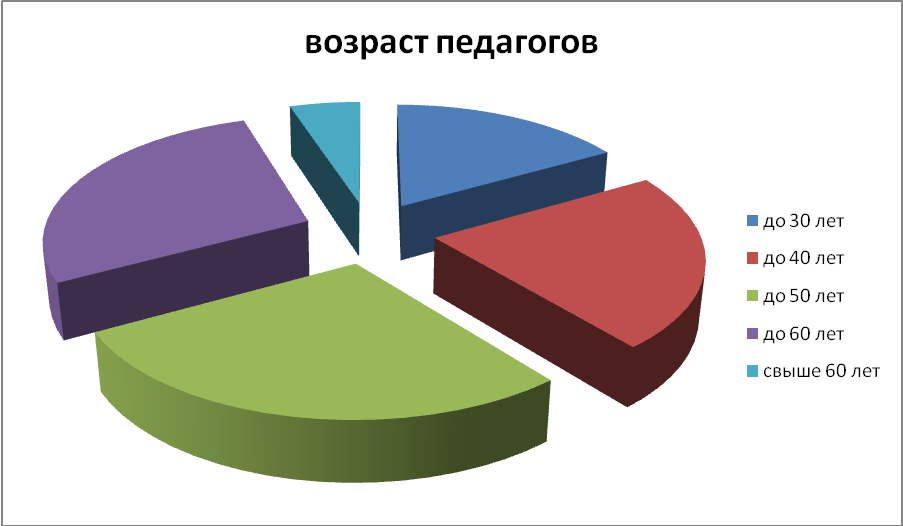 возраст педагогов
до 30 лет
до 40 лет
до 50 лет
до 60 лет
свыше 60 лет